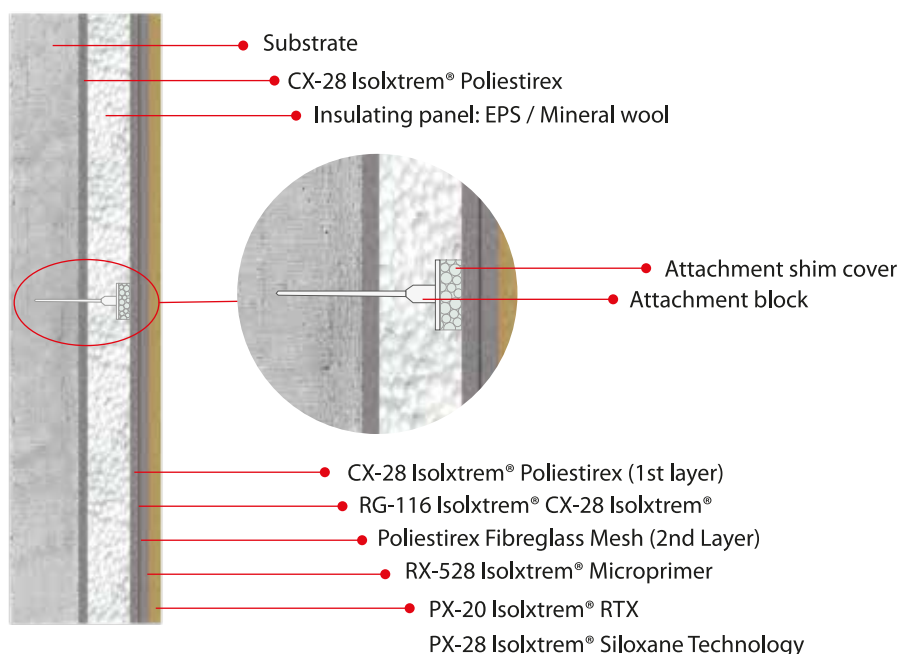 Substrate
CX-28 Isolxtrem® Poliestirex
Insulating panel: EPS / Mineral wool
Attachment shim cover
Attachment block
CX-28 Isolxtrem® Poliestirex (1st layer)
RG-116 Isolxtrem® CX-28 Isolxtrem®
Poliestirex Fibreglass Mesh (2nd Layer)
RX-528 Isolxtrem® Microprimer
PX-20 Isolxtrem® RTX
PX-28 Isolxtrem® Siloxane Technology